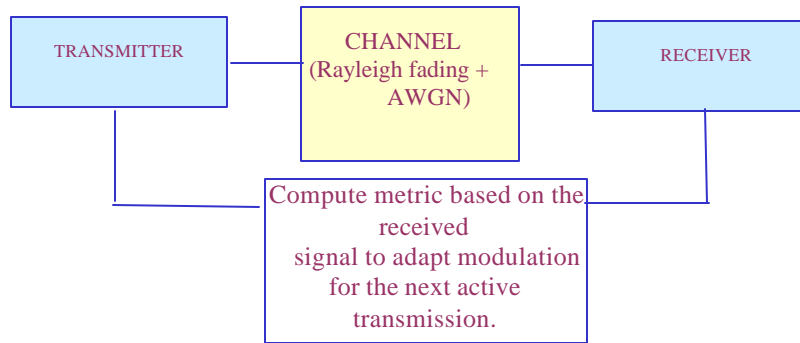 TRANSMITTER
CHANNEL
(Rayleigh fading +
AWGN)
RECEIVER
Compute metric based on the
received
signal to adapt modulation
for the next active
transmission.